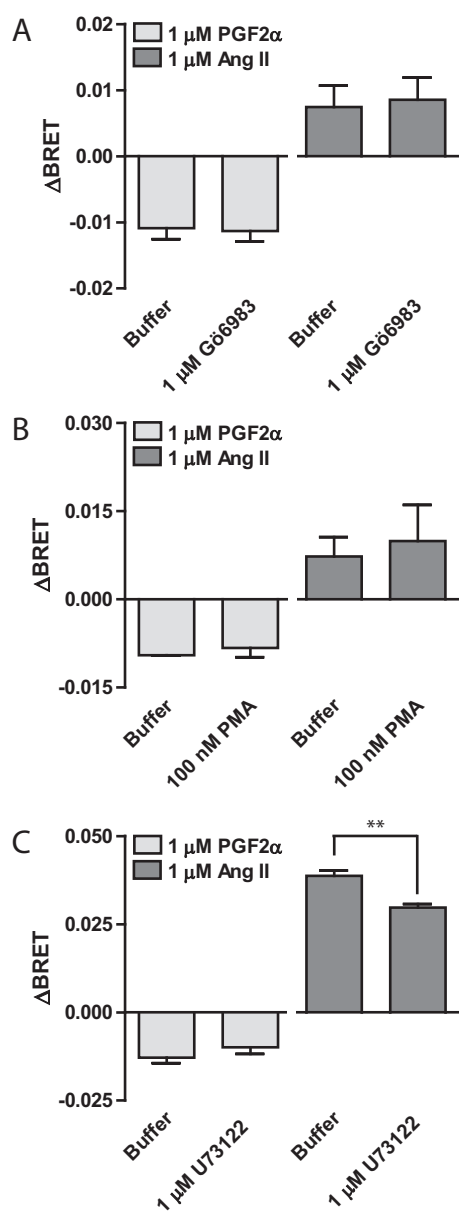 A
1 μM PGF2α
1 μM Ang II
0.02
0.01
0.00
-0.01
-0.02
ΔBRET
Buffer
1 μM Gö6983
Buffer
1 μM Gö6983
B
1 μM PGF2α
1 μM Ang II
0.030
0.015
0.000
-0.015
ΔBRET
Buffer
100 nM PMA
Buffer
100 nM PMA
C
1 μM PGF2α
1 μM Ang II
**
0.050
0.025
0.000
-0.025
ΔBRET
Buffer
1 μM U73122
Buffer
1 μM U73122